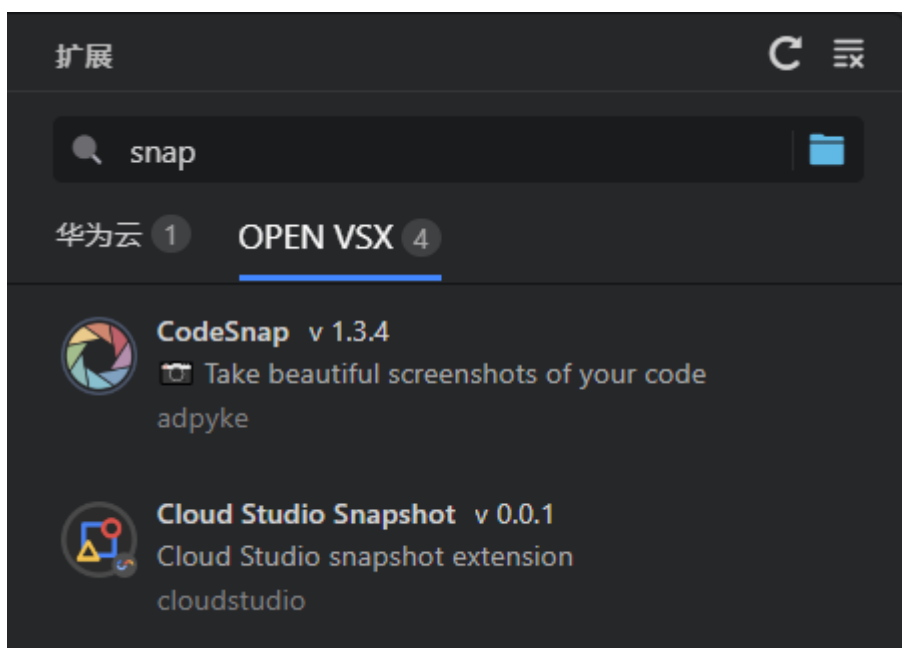 扩展
snap
华为云 1 OPEN VSX 4
CodeSnap v 1.3.4
📷 Take beautiful screenshots of your code
adpyke
Cloud Studio Snapshot v 0.0.1
Cloud Studio snapshot extension
cloudstudio